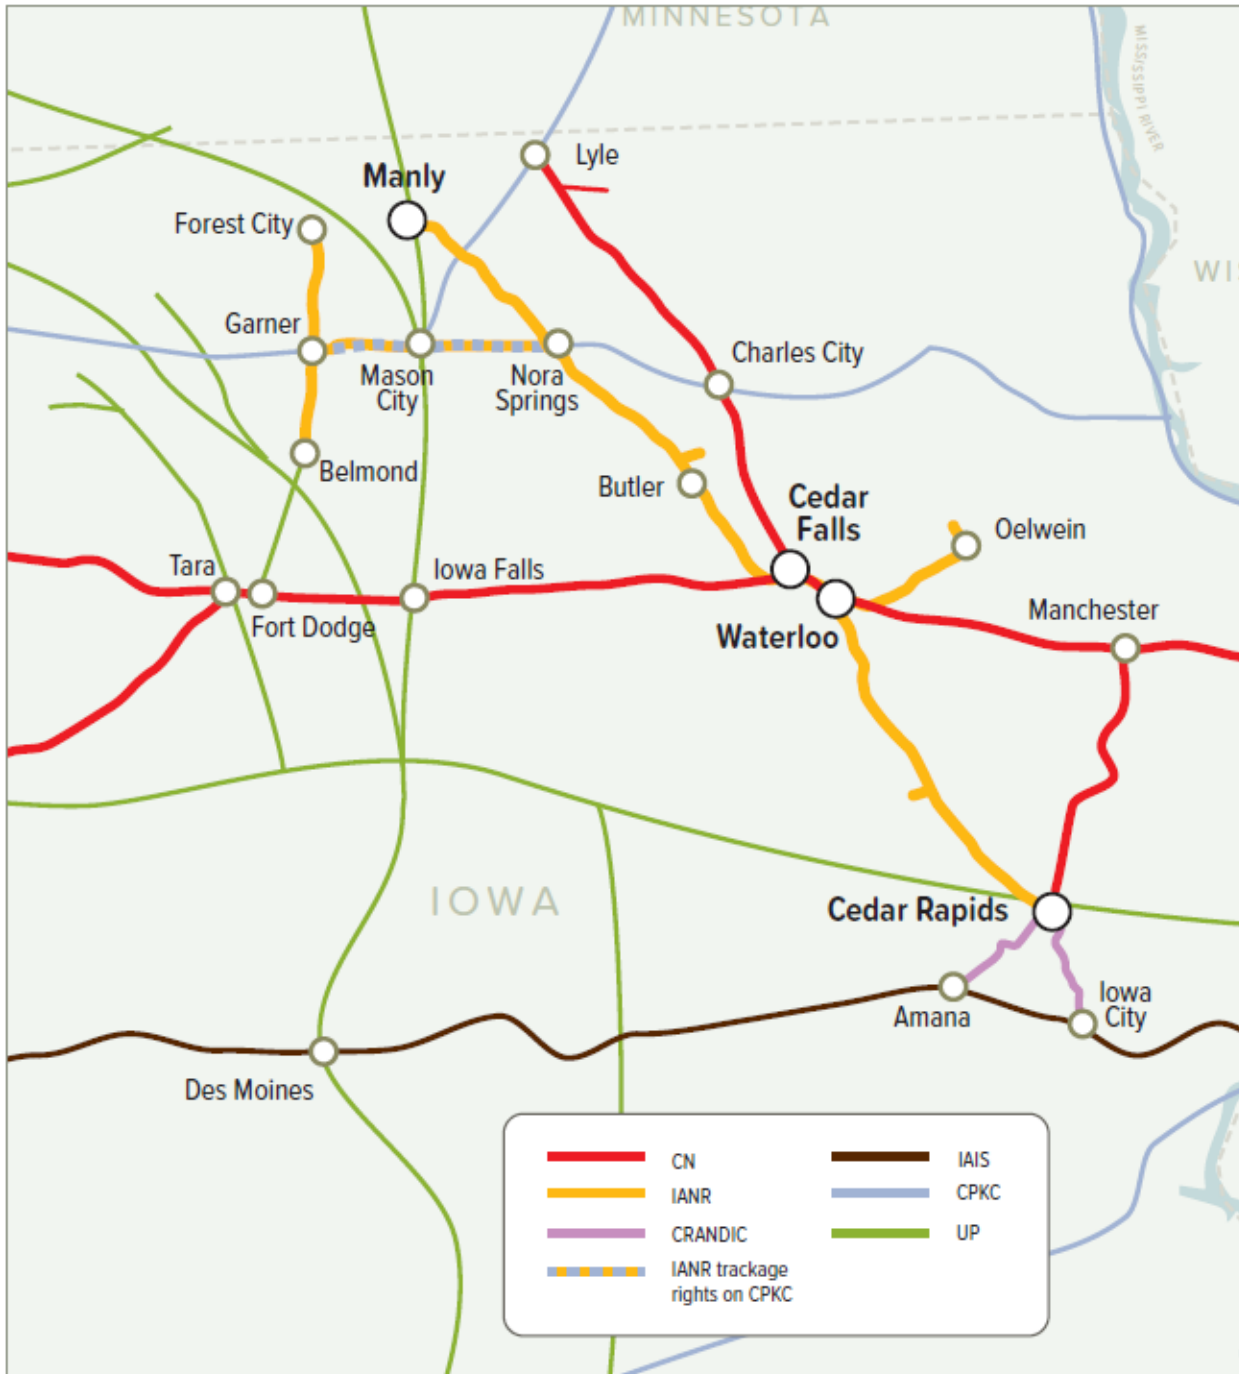 MINNESOTA
MISSISSIPPI RIVER
Lyle
Manly
Forest City
WI
Garner
Mason
City
Nora
Springs
Charles City
Belmond
Butler
Cedar
Falls
Oelwein
Tara
Iowa Falls
Fort Dodge
Waterloo
Manchester
IOWA
Cedar Rapids
Amana
Iowa
City
Des Moines
CN
IANR
CRANDIC
IANR trackage
rights on CPKC
IAIS
CPKC
UP